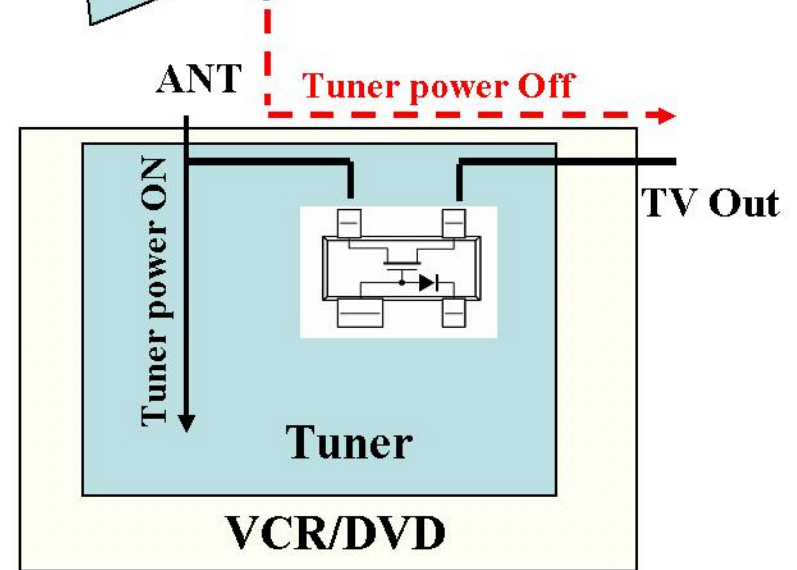 ANT
Tuner power Off
Tuner power ON
TV Out
Tuner
VCR/DVD